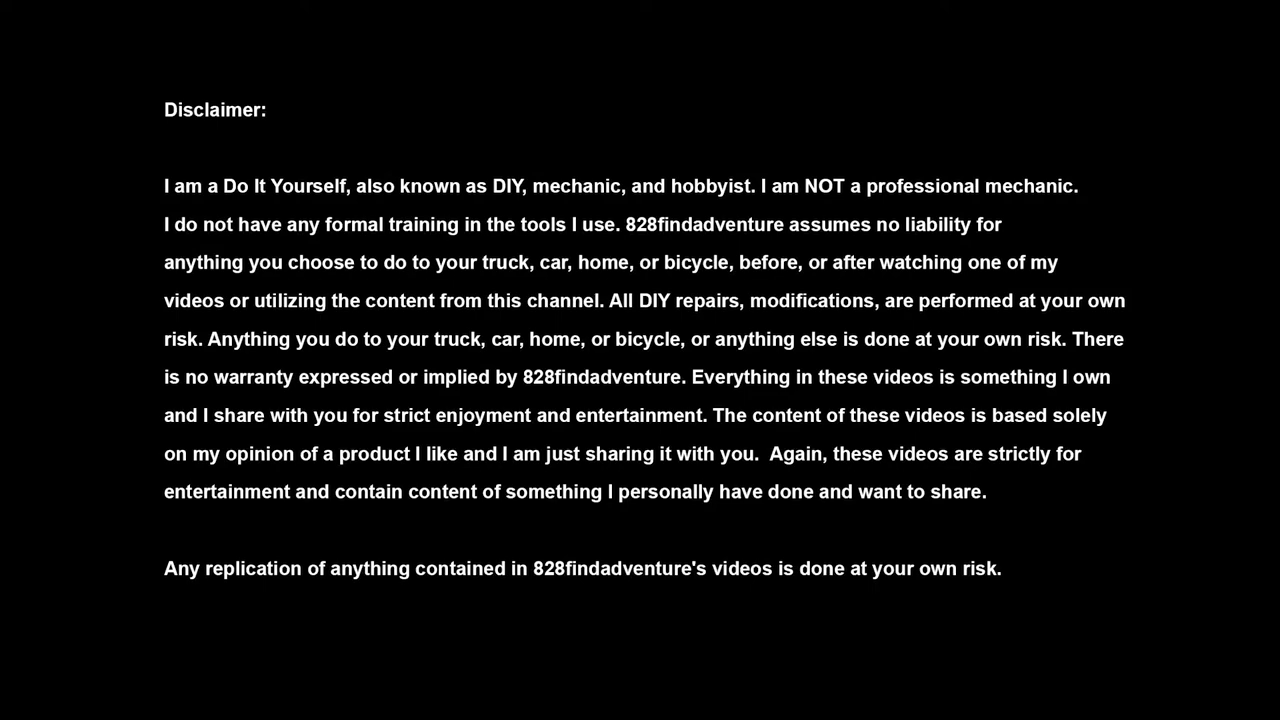 Disclaimer:
I am a Do It Yourself, also known as DIY, mechanic, and hobbyist. I am NOT a professional mechanic.
I do not have any formal training in the tools I use. 828findadventure assumes no liability for
anything you choose to do to your truck, car, home, or bicycle, before, or after watching one of my
videos or utilizing the content from this channel. All DIY repairs, modifications, are performed at your own
risk. Anything you do to your truck, car, home, or bicycle, or anything else is done at your own risk. There
is no warranty expressed or implied by 828findadventure. Everything in these videos is something I own
and I share with you for strict enjoyment and entertainment. The content of these videos is based solely
on my opinion of a product I like and I am just sharing it with you.  Again, these videos are strictly for
entertainment and contain content of something I personally have done and want to share.
Any replication of anything contained in 828findadventure's videos is done at your own risk.